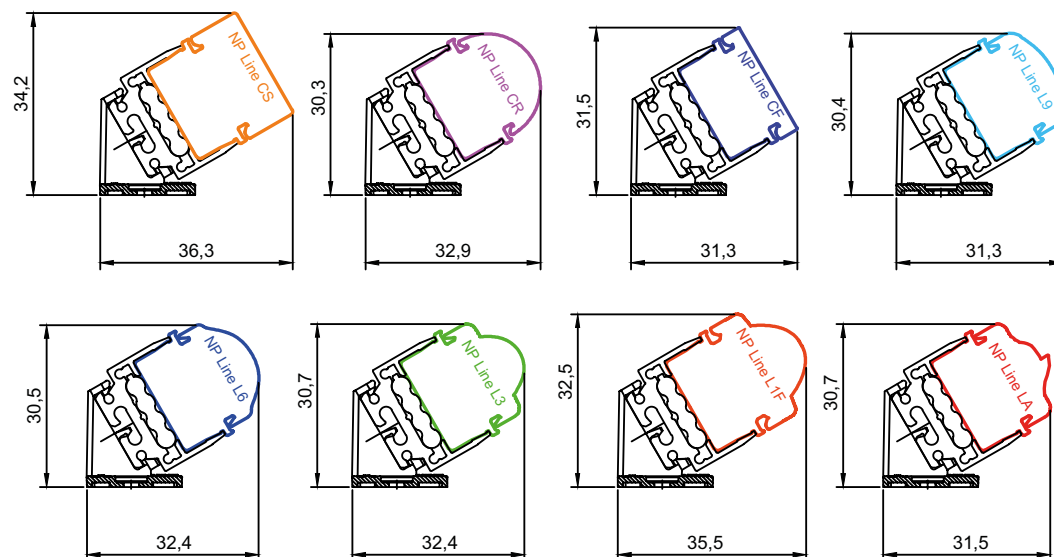 34,2
NP Line CS
36,3
30,3
NP Line CR
32,9
31,5
NP Line CF
31,3
30,4
NP Line L9
31,3
30,5
NP Line L6
32,4
30,7
NP Line L3
32,4
32,5
NP Line L1F
35,5
30,7
NP Line LA
31,5